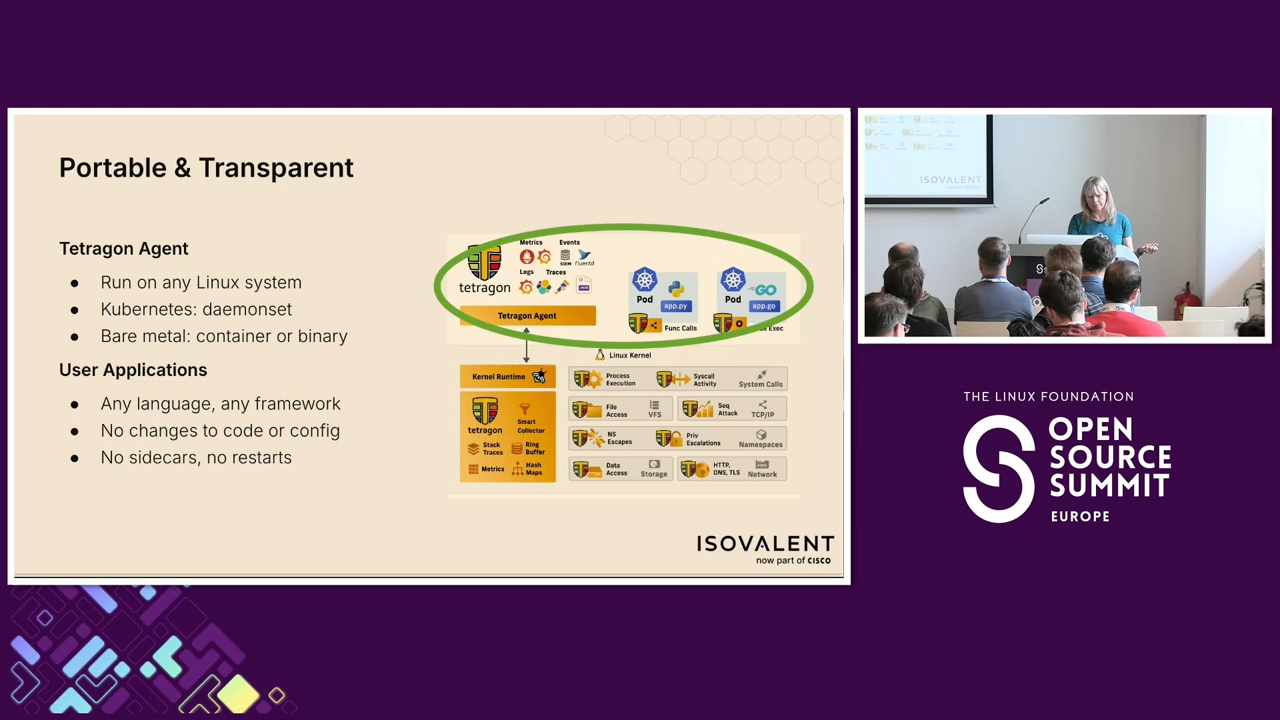 Portable & Transparent
Tetragon Agent
● Run on any Linux system
● Kubernetes: daemonset
● Bare metal: container or binary
User Applications
● Any language, any framework
● No changes to code or config
● No sidecars, no restarts
Metrics
Events
SIEM
fluentd
Logs
Traces
JSON
tetragon
Tetragon Agent
Pod
app.py
Func Calls
Pod
GO
app.go
Exec
Linux Kernel
Kernel Runtime
tetragon
Smart
Collector
Stack
Traces
Ring
Buffer
Metrics
Hash
Maps
Process
Execution
Syscall
Activity
System Calls
File
Access
VFS
Seq
Attack
TCP/IP
NS
Escapes
Priv
Escalations
Namespaces
Data
Access
Storage
HTTP,
DNS, TLS
Network
ISOVALENT
now part of CISCO
ISOVALENT
THE LINUX FOUNDATION
OPEN
SOURCE
SUMMIT
EUROPE